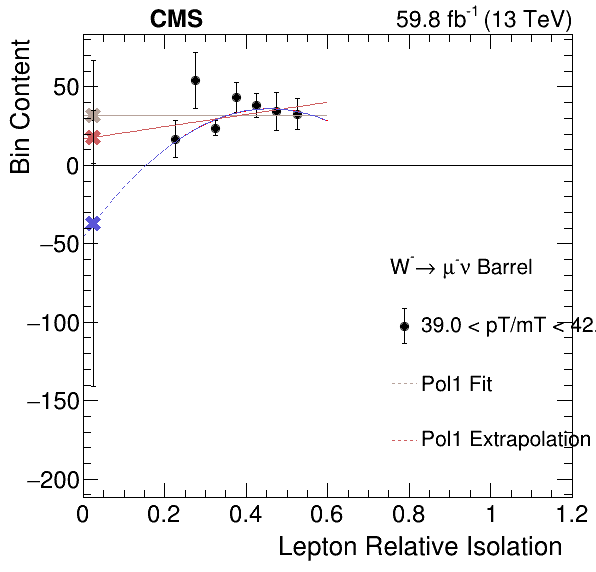 CMS 59.8 fb⁻¹ (13 TeV)
Bin Content
50
0
−50
−100
−150
−200
W⁻→ μ⁻ν Barrel
39.0 < pT/mT < 42.
Pol1 Fit
Pol1 Extrapolation
0 0.2 0.4 0.6 0.8 1 1.2
Lepton Relative Isolation